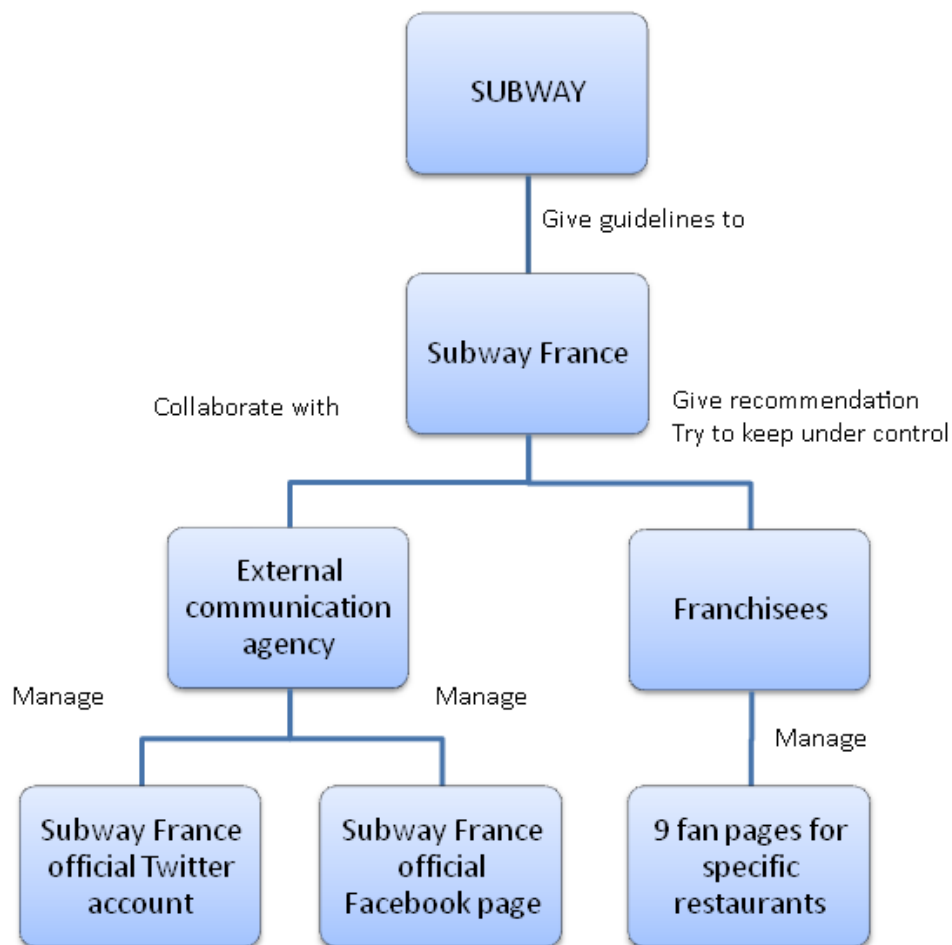 SUBWAY
Give guidelines to
Subway France
Collaborate with
Give recommendation
Try to keep under control
External
communication
agency
Franchisees
Manage
Manage
Manage
Subway France
official Twitter
account
Subway France
official
Facebook page
9 fan pages for
specific
restaurants